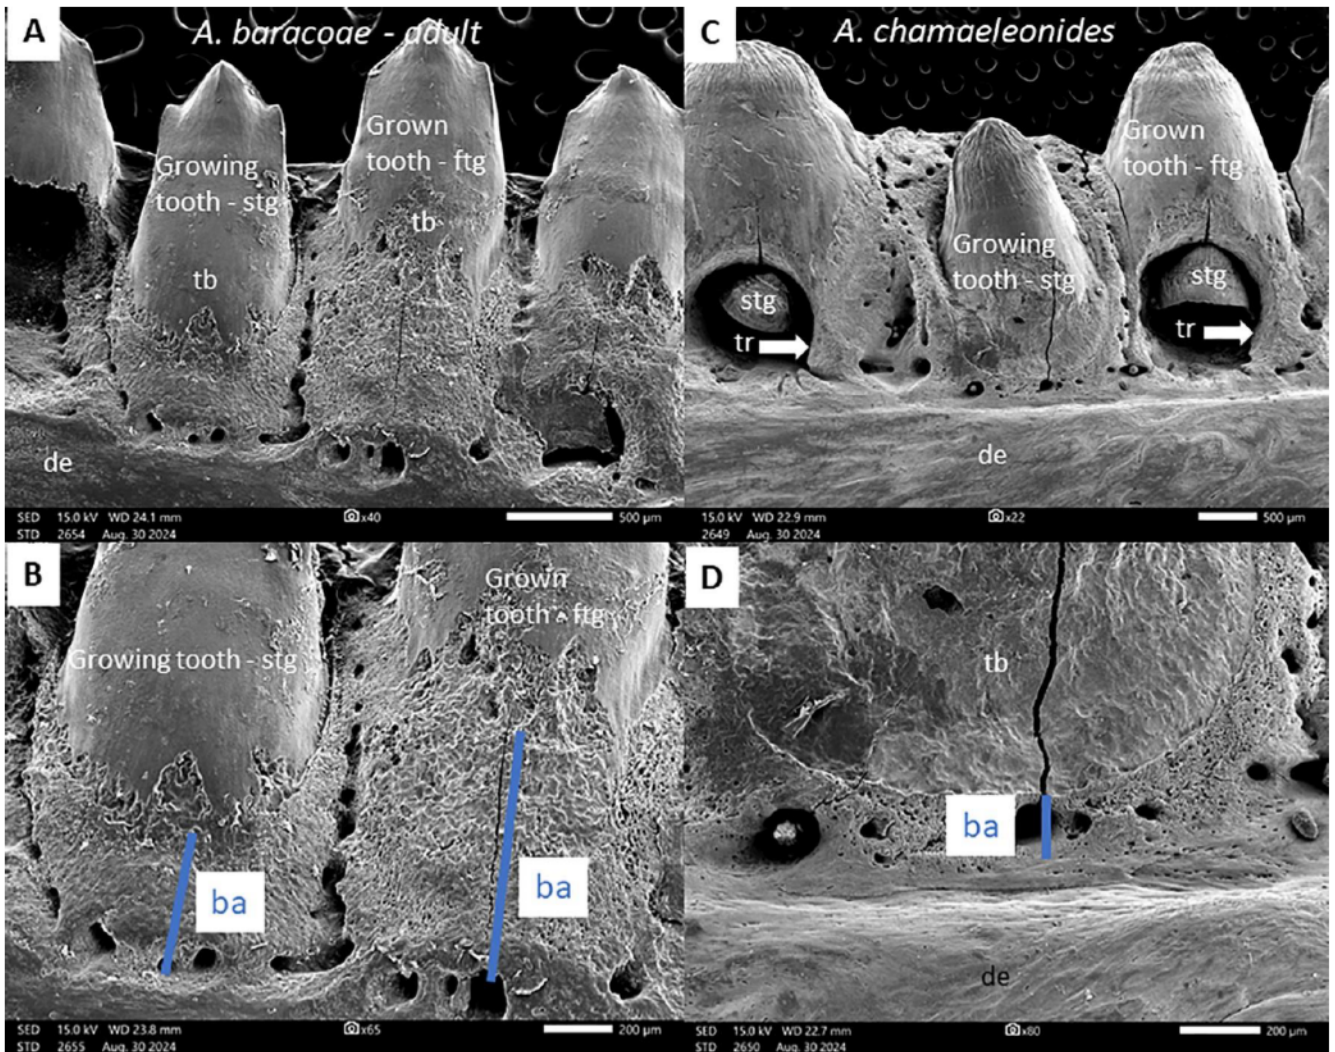 A
A. baracoae - adult
Growing
tooth - stg
Grown
tooth - ftg
tb
tb
de
SED 15.0 kV WD 24.1 mm x40 500 µm
STD 2654 Aug. 30 2024
C
A. chamaeleonides
Grown
tooth - ftg
Growing
tooth - stg
stg
stg
tr
tr
de
15.0 kV WD 22.9 mm x22 500 µm
2649 Aug. 30 2024
B
Grown
tooth - ftg
Growing tooth - stg
ba
ba
SED 15.0 kV WD 23.8 mm x65 200 µm
STD 2655 Aug. 30 2024
D
tb
ba
de
SED 15.0 kV WD 22.7 mm x80 200 µm
STD 2650 Aug. 30 2024